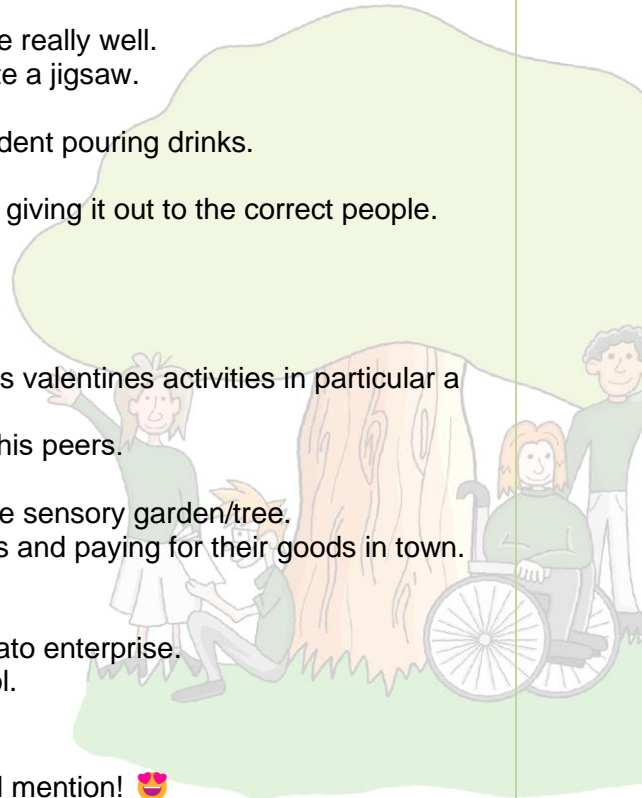 e really well.
te a jigsaw.
dent pouring drinks.
giving it out to the correct people.
s valentines activities in particular a
his peers.
e sensory garden/tree.
s and paying for their goods in town.
ato enterprise.
ol.
l mention! 😍